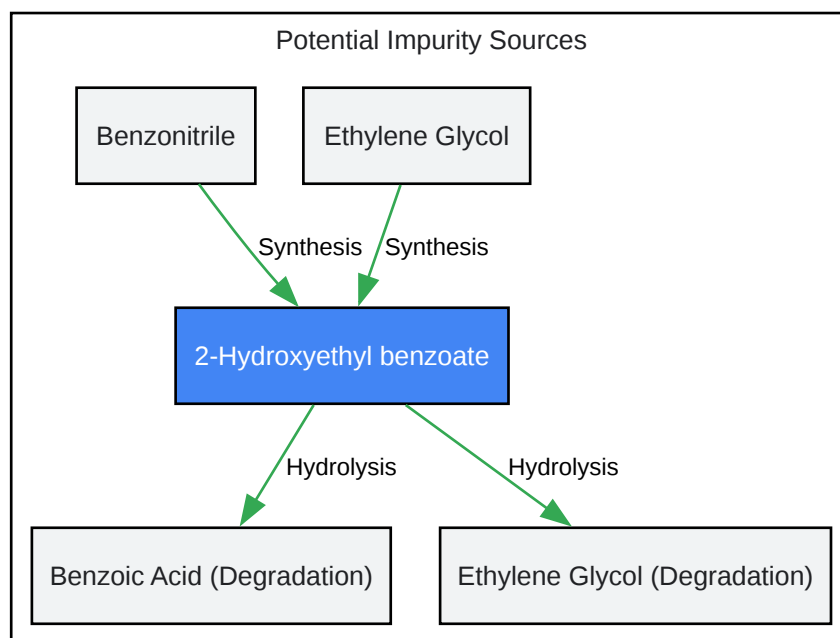 Potential Impurity Sources
Benzonitrile
Ethylene Glycol
Synthesis
Synthesis
2-Hydroxyethyl benzoate
Hydrolysis
Hydrolysis
Benzoic Acid (Degradation)
Ethylene Glycol (Degradation)